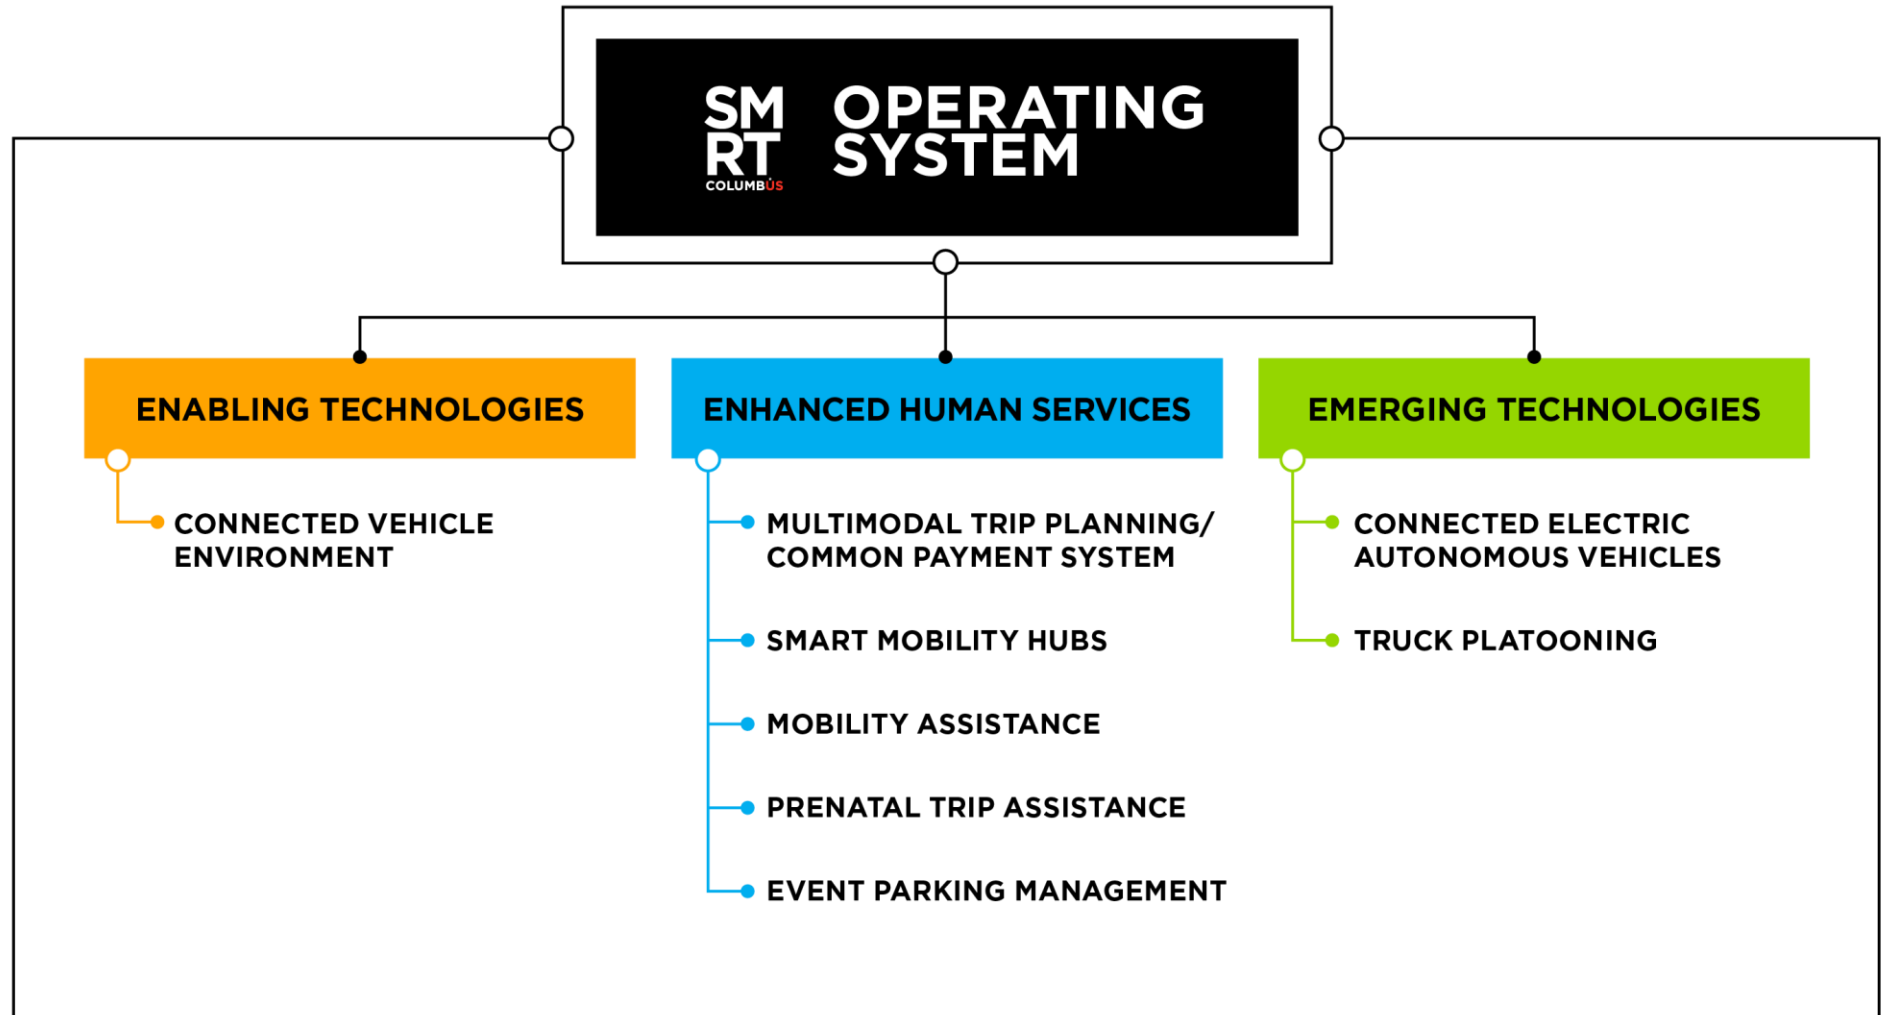 SM
RT
COLUMBUS
OPERATING
SYSTEM
ENABLING TECHNOLOGIES
CONNECTED VEHICLE
ENVIRONMENT
ENHANCED HUMAN SERVICES
MULTIMODAL TRIP PLANNING/
COMMON PAYMENT SYSTEM
SMART MOBILITY HUBS
MOBILITY ASSISTANCE
PRENATAL TRIP ASSISTANCE
EVENT PARKING MANAGEMENT
EMERGING TECHNOLOGIES
CONNECTED ELECTRIC
AUTONOMOUS VEHICLES
TRUCK PLATOONING